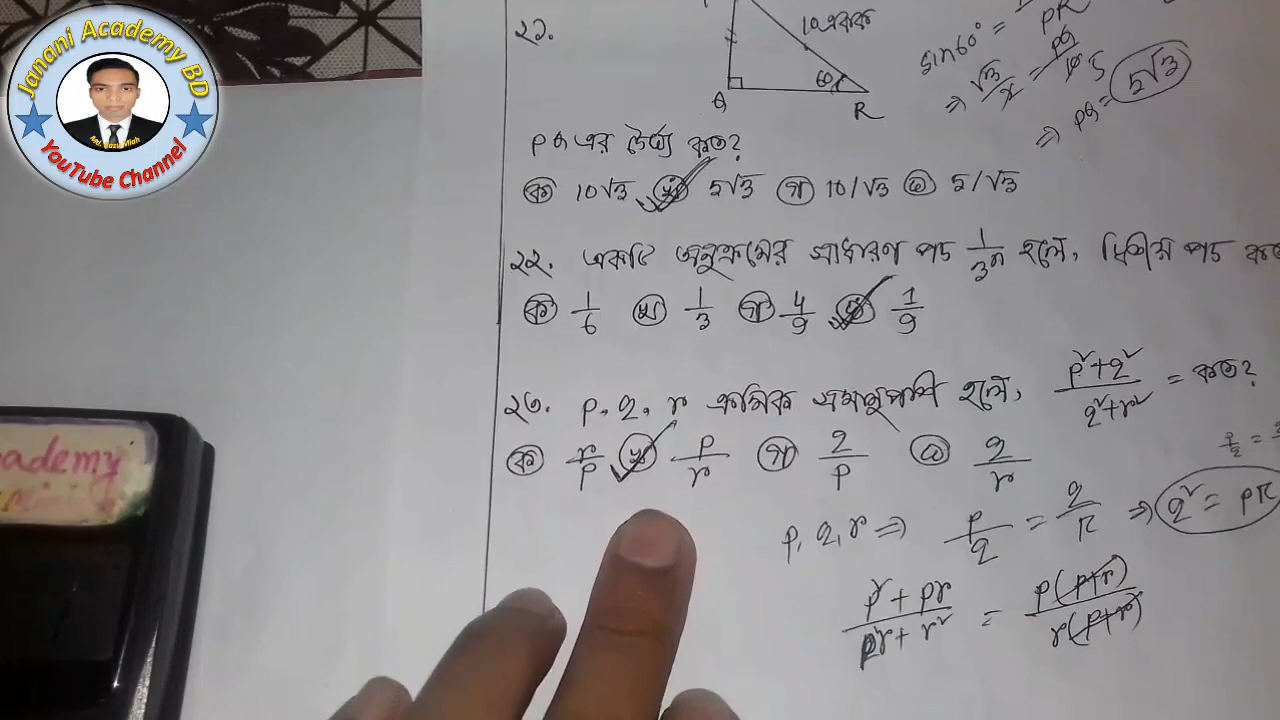 Janani Academy BD
YouTube Channel
২১.
10 একক
60°
Q
R
sin60° = PR
⇒ √3/2 = PQ/10 5
⇒ PQ = 5√3
PQ এর দৈর্ঘ্য কত?
ক 10√3 খ 5√3 গ 10/√3 ঘ 5/√3
২২. একটি অনুক্রমের সাধারণ পদ 1/3ⁿ হলে, দ্বিতীয় পদ
ক 1/6 খ 1/3 গ 4/9 ঘ 1/9
২৩. p, q, r ক্রমিক সমানুপাতী হলে, p²+q²/q²+r² = কত?
ক r/p খ p/r গ q/p ঘ q/r
p, q, r ⇒ p/q = q/r ⇒ q² = pr
p² + pr/pr + r² = p(p+r)/r(p+r)
ademy